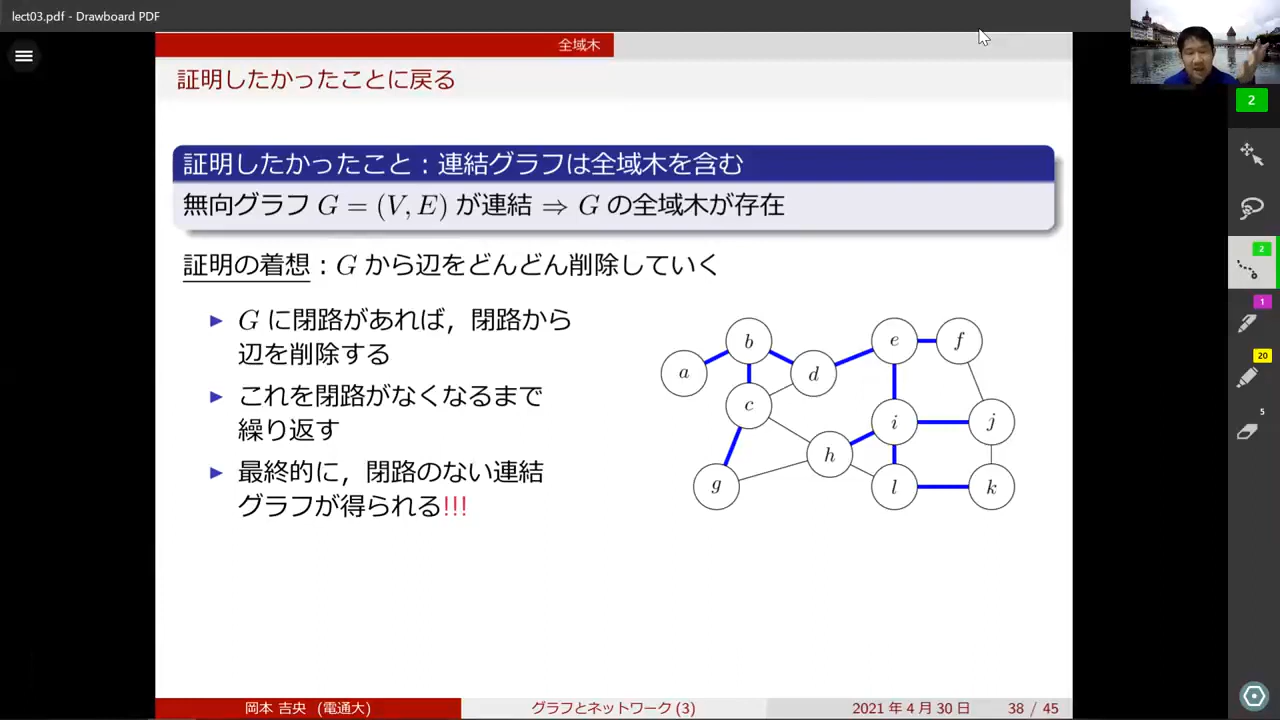 lect03.pdf - Drawboard PDF
全域木
証明したかったことに戻る
証明したかったこと：連結グラフは全域木を含む
無向グラフ G = (V, E) が連結 ⇒ G の全域木が存在
証明の着想：G から辺をどんどん削除していく
▶ G に閉路があれば，閉路から
辺を削除する
▶ これを閉路がなくなるまで
繰り返す
▶ 最終的に，閉路のない連結
グラフが得られる!!!
b
e
f
a
d
c
i
j
h
g
l
k
2
2
1
20
5
岡本 吉央 (電通大)
グラフとネットワーク (3)
2021 年 4 月 30 日
38 / 45